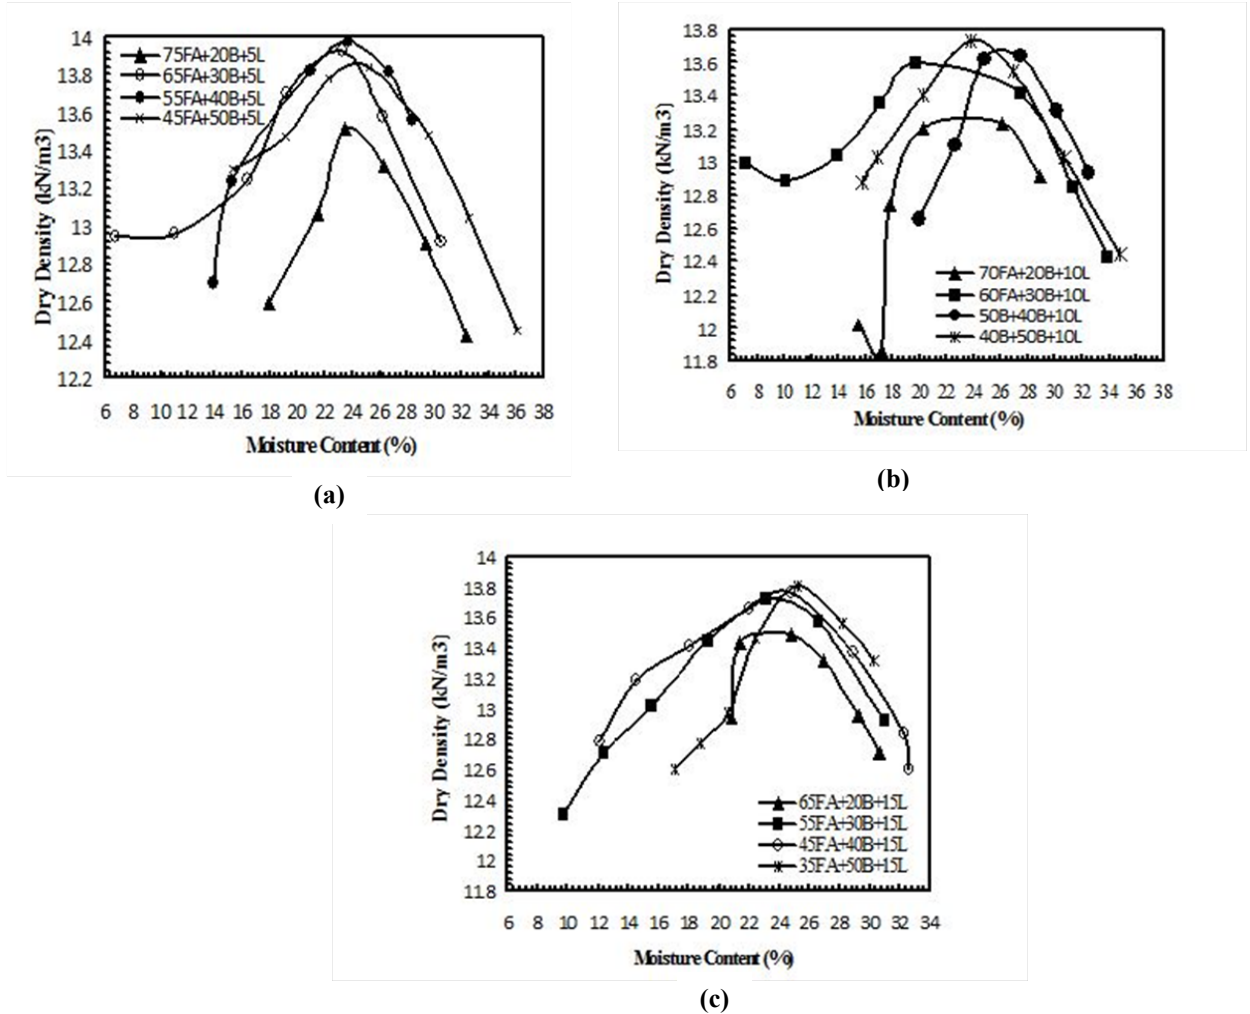 14
13.8
13.6
13.4
13.2
13
12.8
12.6
12.4
12.2
Dry Density (kN/m3)
75FA+20B+5L
65FA+30B+5L
55FA+40B+5L
45FA+50B+5L
6 8 10 12 14 16 18 20 22 24 26 28 30 32 34 36 38
Moisture Content (%)
(a)
13.8
13.6
13.4
13.2
13
12.8
12.6
12.4
12.2
12
11.8
Dry Density (kN/m3)
70FA+20B+10L
60FA+30B+10L
50B+40B+10L
40B+50B+10L
6 8 10 12 14 16 18 20 22 24 26 28 30 32 34 36 38
Moisture Content (%)
(b)
14
13.8
13.6
13.4
13.2
13
12.8
12.6
12.4
12.2
12
11.8
Dry Density (kN/m3)
65FA+20B+15L
55FA+30B+15L
45FA+40B+15L
35FA+50B+15L
6 8 10 12 14 16 18 20 22 24 26 28 30 32 34
Moisture Content (%)
(c)